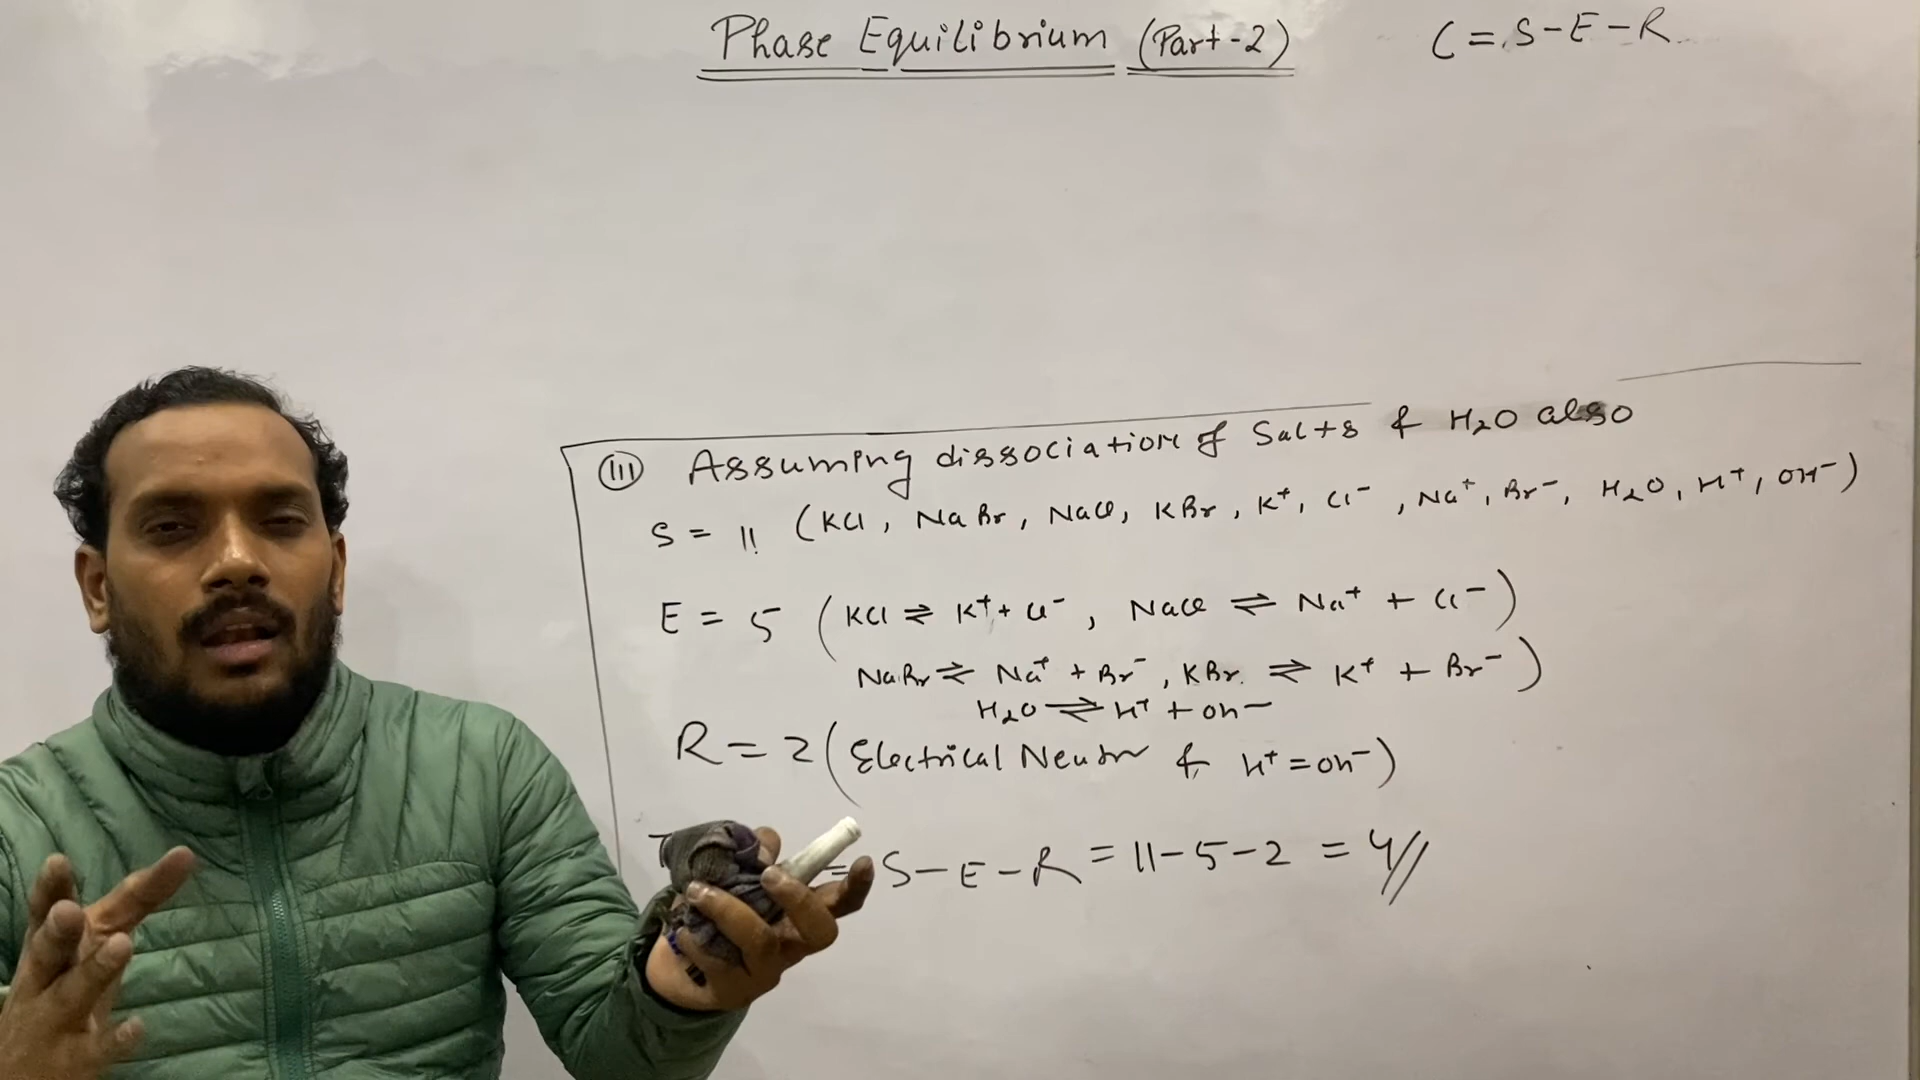 Phase Equilibrium (Part-2)
C = S-E-R
(III) Assuming dissociation of Salts & H2O also
S = 11 (KCl, NaBr, NaCl, KBr, K+, Cl-, Na+, Br-, H2O, H+, OH-)
E = 5 (KCl ⇌ K+ + Cl-, NaCl ⇌ Na+ + Cl-)
NaBr ⇌ Na+ + Br-, KBr ⇌ K+ + Br-)
H2O ⇌ H+ + OH-
R = 2 (Electrical Neutr & H+ = OH-)
= S-E-R = 11-5-2 = 4//